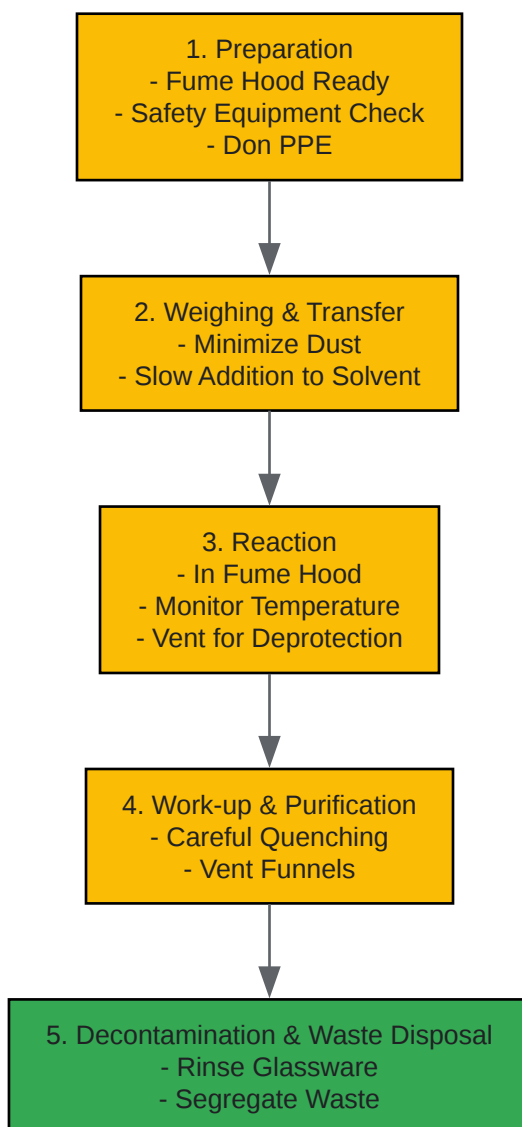 1. Preparation
- Fume Hood Ready
- Safety Equipment Check
- Don PPE
2. Weighing & Transfer
- Minimize Dust
- Slow Addition to Solvent
3. Reaction
- In Fume Hood
- Monitor Temperature
- Vent for Deprotection
4. Work-up & Purification
- Careful Quenching
- Vent Funnels
5. Decontamination & Waste Disposal
- Rinse Glassware
- Segregate Waste